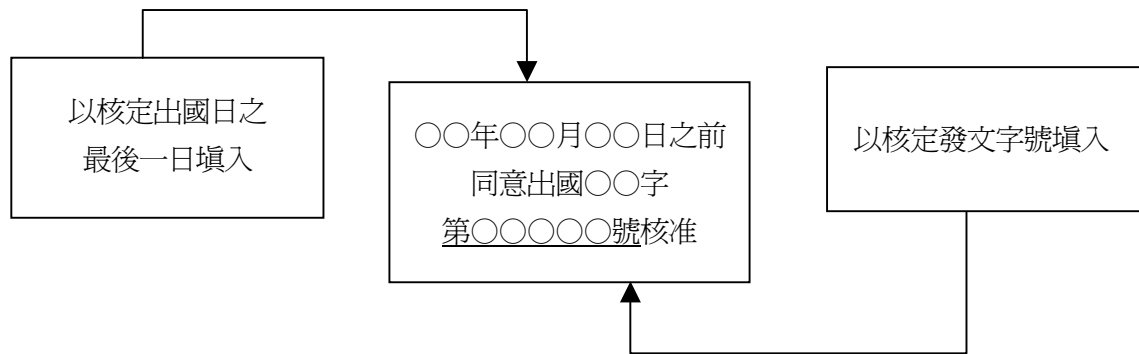 以核定出國日之
最後一日填入
○○年○○月○○日之前
同意出國○○字
第○○○○○號核准
以核定發文字號填入